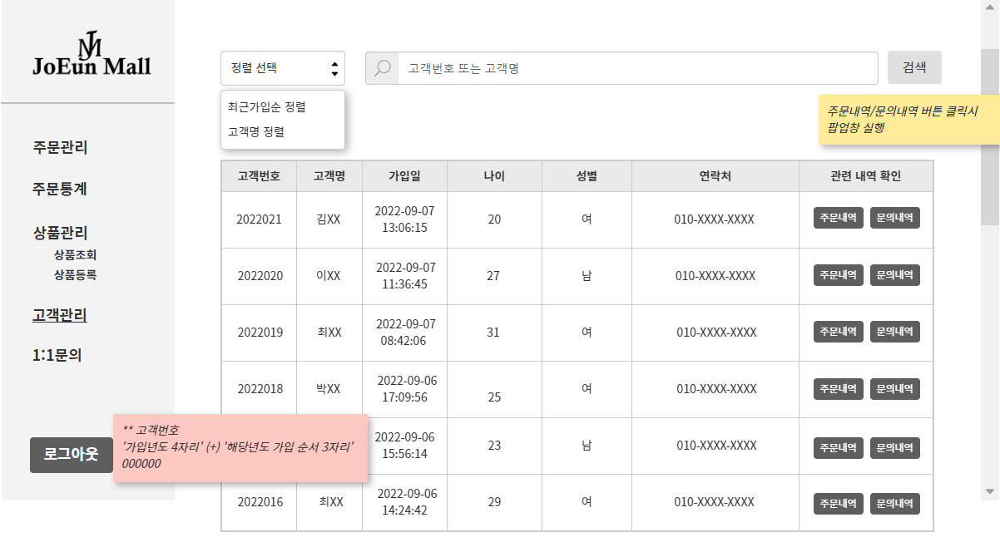 JM
JoEun Mall
주문관리
주문통계
상품관리
상품조회
상품등록
고객관리
1:1문의
로그아웃
정렬 선택
고객번호 또는 고객명
검색
최근가입순 정렬
고객명 정렬
주문내역/문의내역 버튼 클릭시
팝업창 실행
고객번호 고객명 가입일 나이 성별 연락처 관련 내역 확인
2022021 김XX 2022-09-07 13:06:15 20 여 010-XXXX-XXXX 주문내역 문의내역
2022020 이XX 2022-09-07 11:36:45 27 남 010-XXXX-XXXX 주문내역 문의내역
2022019 최XX 2022-09-07 08:42:06 31 여 010-XXXX-XXXX 주문내역 문의내역
2022018 박XX 2022-09-06 17:09:56 25 여 010-XXXX-XXXX 주문내역 문의내역
2022-09-06 15:56:14 23 남 010-XXXX-XXXX 주문내역 문의내역
2022016 최XX 2022-09-06 14:24:42 29 여 010-XXXX-XXXX 주문내역 문의내역
** 고객번호
'가입년도 4자리' (+) '해당년도 가입 순서 3자리'
000000